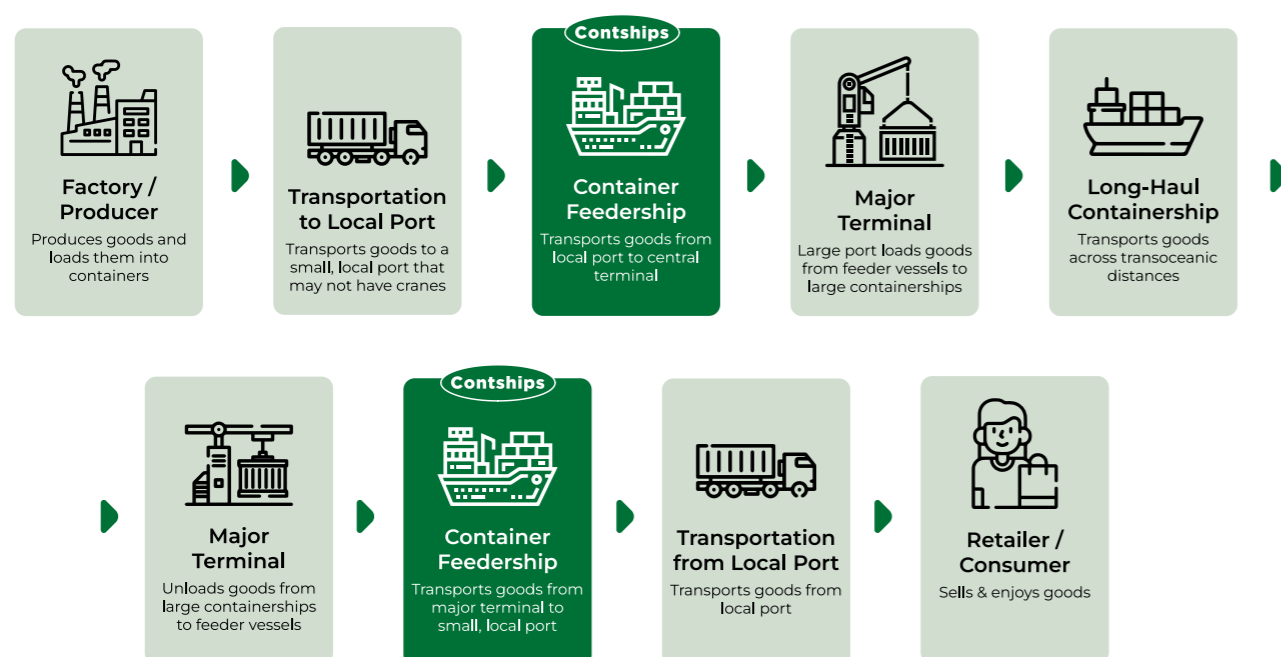 Contships
Factory /
Producer
Produces goods and
loads them into
containers
Transportation
to Local Port
Transports goods to a
small, local port that
may not have cranes
Container
Feedership
Transports goods from
local port to central
terminal
Major
Terminal
Large port loads goods
from feeder vessels to
large containerships
Long-Haul
Containership
Transports goods
across transoceanic
distances
Major
Terminal
Unloads goods from
large containerships
to feeder vessels
Contships
Container
Feedership
Transports goods from
major terminal to
small, local port
Transportation
from Local Port
Transports goods from
local port
Retailer /
Consumer
Sells & enjoys goods